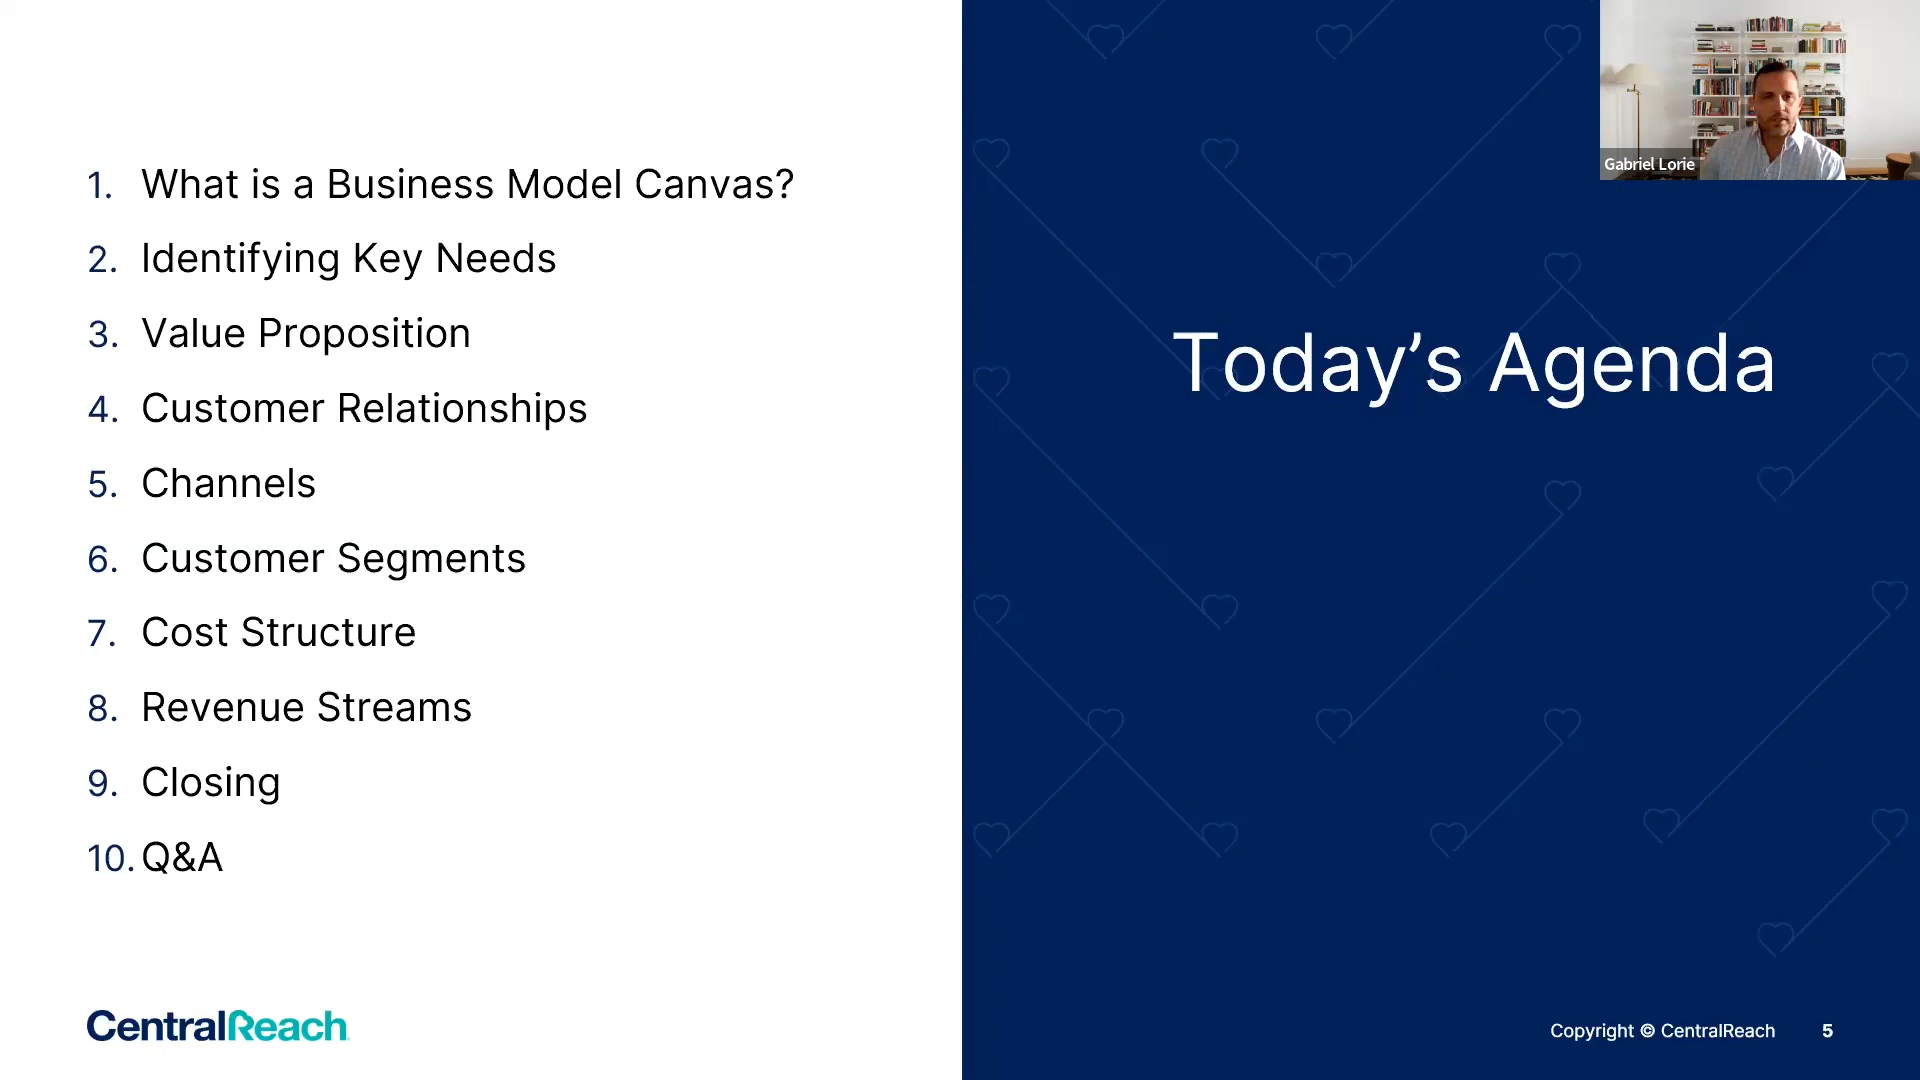 1. What is a Business Model Canvas?
2. Identifying Key Needs
3. Value Proposition
4. Customer Relationships
5. Channels
6. Customer Segments
7. Cost Structure
8. Revenue Streams
9. Closing
10. Q&A
CentralReach
Today’s Agenda
Gabriel Lorie
Copyright © CentralReach 5